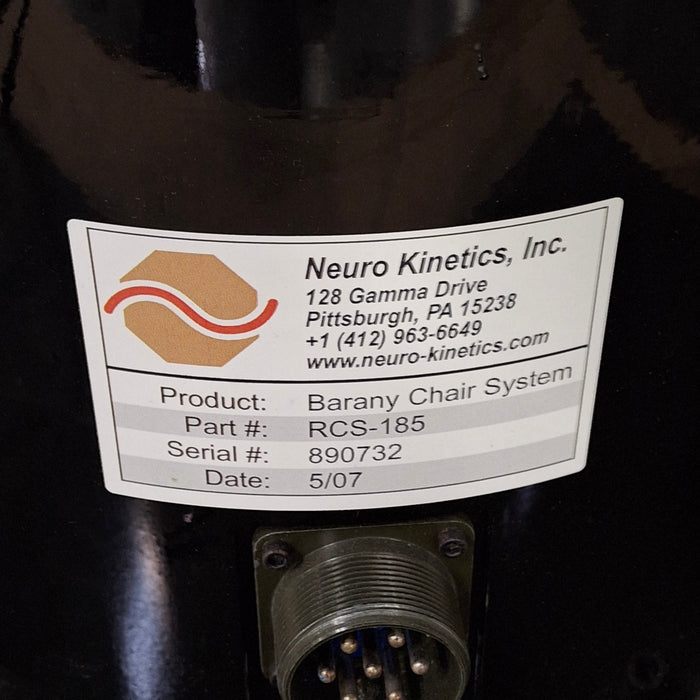 Neuro Kinetics, Inc.
128 Gamma Drive
Pittsburgh, PA 15238
+1 (412) 963-6649
www.neuro-kinetics.com
Product: Barany Chair System
Part #: RCS-185
Serial #: 890732
Date: 5/07